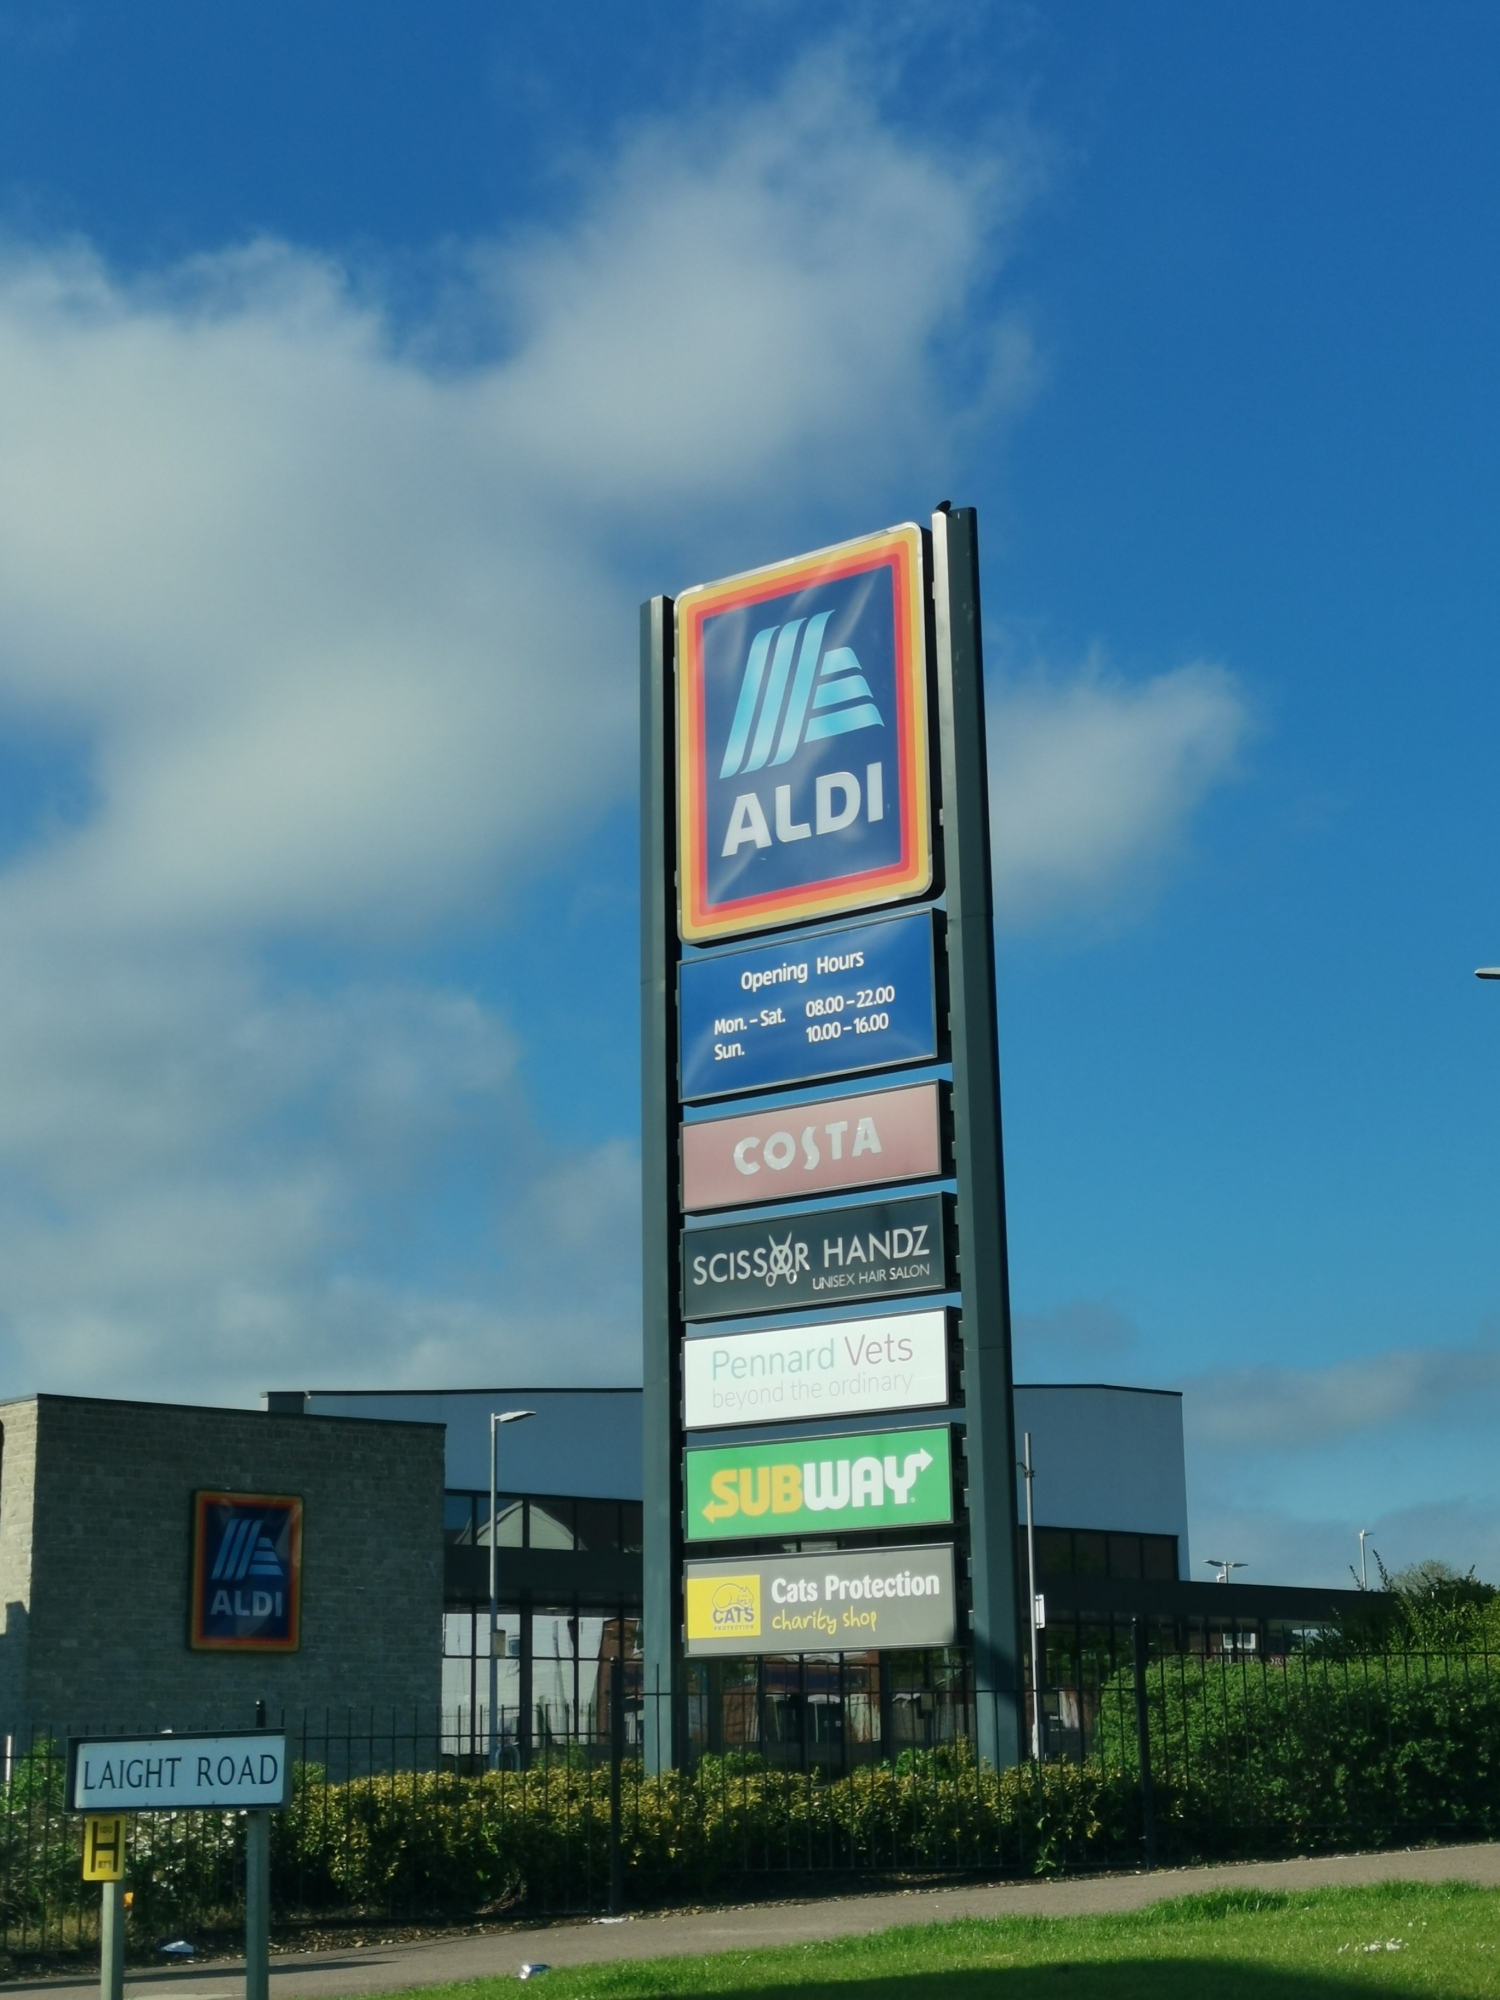 ALDI
Opening Hours
Mon. – Sat. 08.00 – 22.00
Sun. 10.00 – 16.00
COSTA
SCISSOR HANDZ
UNISEX HAIR SALON
Pennard Vets
beyond the ordinary
SUBWAY
Cats Protection
charity shop
CATS
PROTECTION
ALDI
LAIGHT ROAD
H